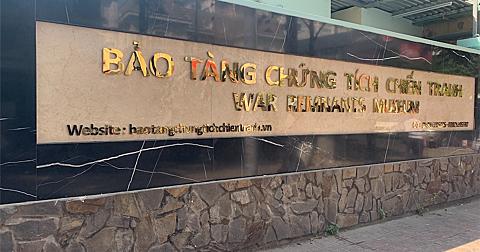 BẢO TÀNG CHỨNG TÍCH CHIẾN TRANH
WAR REMNANTS MUSEUM
Website: baotangchungtichchientranh.vn